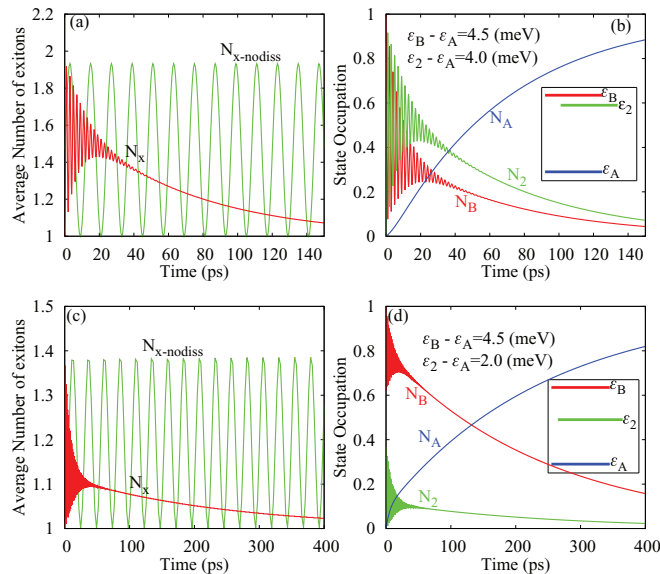 (a)
2
1.8
1.6
1.4
1.2
1
Average Number of exitons
N_{x-nodiss}
N_x
0 20 40 60 80 100 120 140
Time (ps)
(b)
1
0.8
0.6
0.4
0.2
0
State Occupation
ε_B - ε_A=4.5 (meV)
ε_2 - ε_A=4.0 (meV)
ε_B
ε_2
ε_A
N_A
N_2
N_B
0 20 40 60 80 100 120 140
Time (ps)
(c)
1.5
1.4
1.3
1.2
1.1
1
Average Number of exitons
N_{x-nodiss}
N_x
0 100 200 300 400
Time (ps)
(d)
1
0.8
0.6
0.4
0.2
0
State Occupation
ε_B - ε_A=4.5 (meV)
ε_2 - ε_A=2.0 (meV)
ε_B
ε_2
ε_A
N_B
N_A
N_2
0 100 200 300 400
Time (ps)